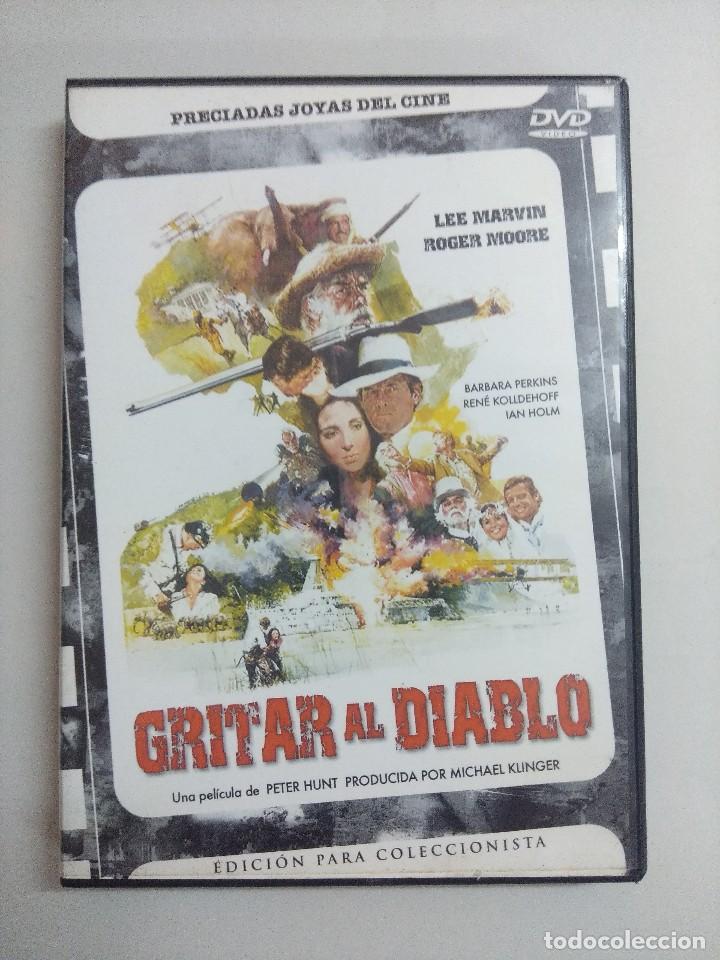 PRECIADAS JOYAS DEL CINE
DVD
VIDEO
LEE MARVIN
ROGER MOORE
BARBARA PERKINS
RENÉ KOLLDEHOFF
IAN HOLM
GRITAR AL DIABLO
Una película de PETER HUNT PRODUCIDA POR MICHAEL KLINGER
EDICIÓN PARA COLECCIONISTA
todocoleccion